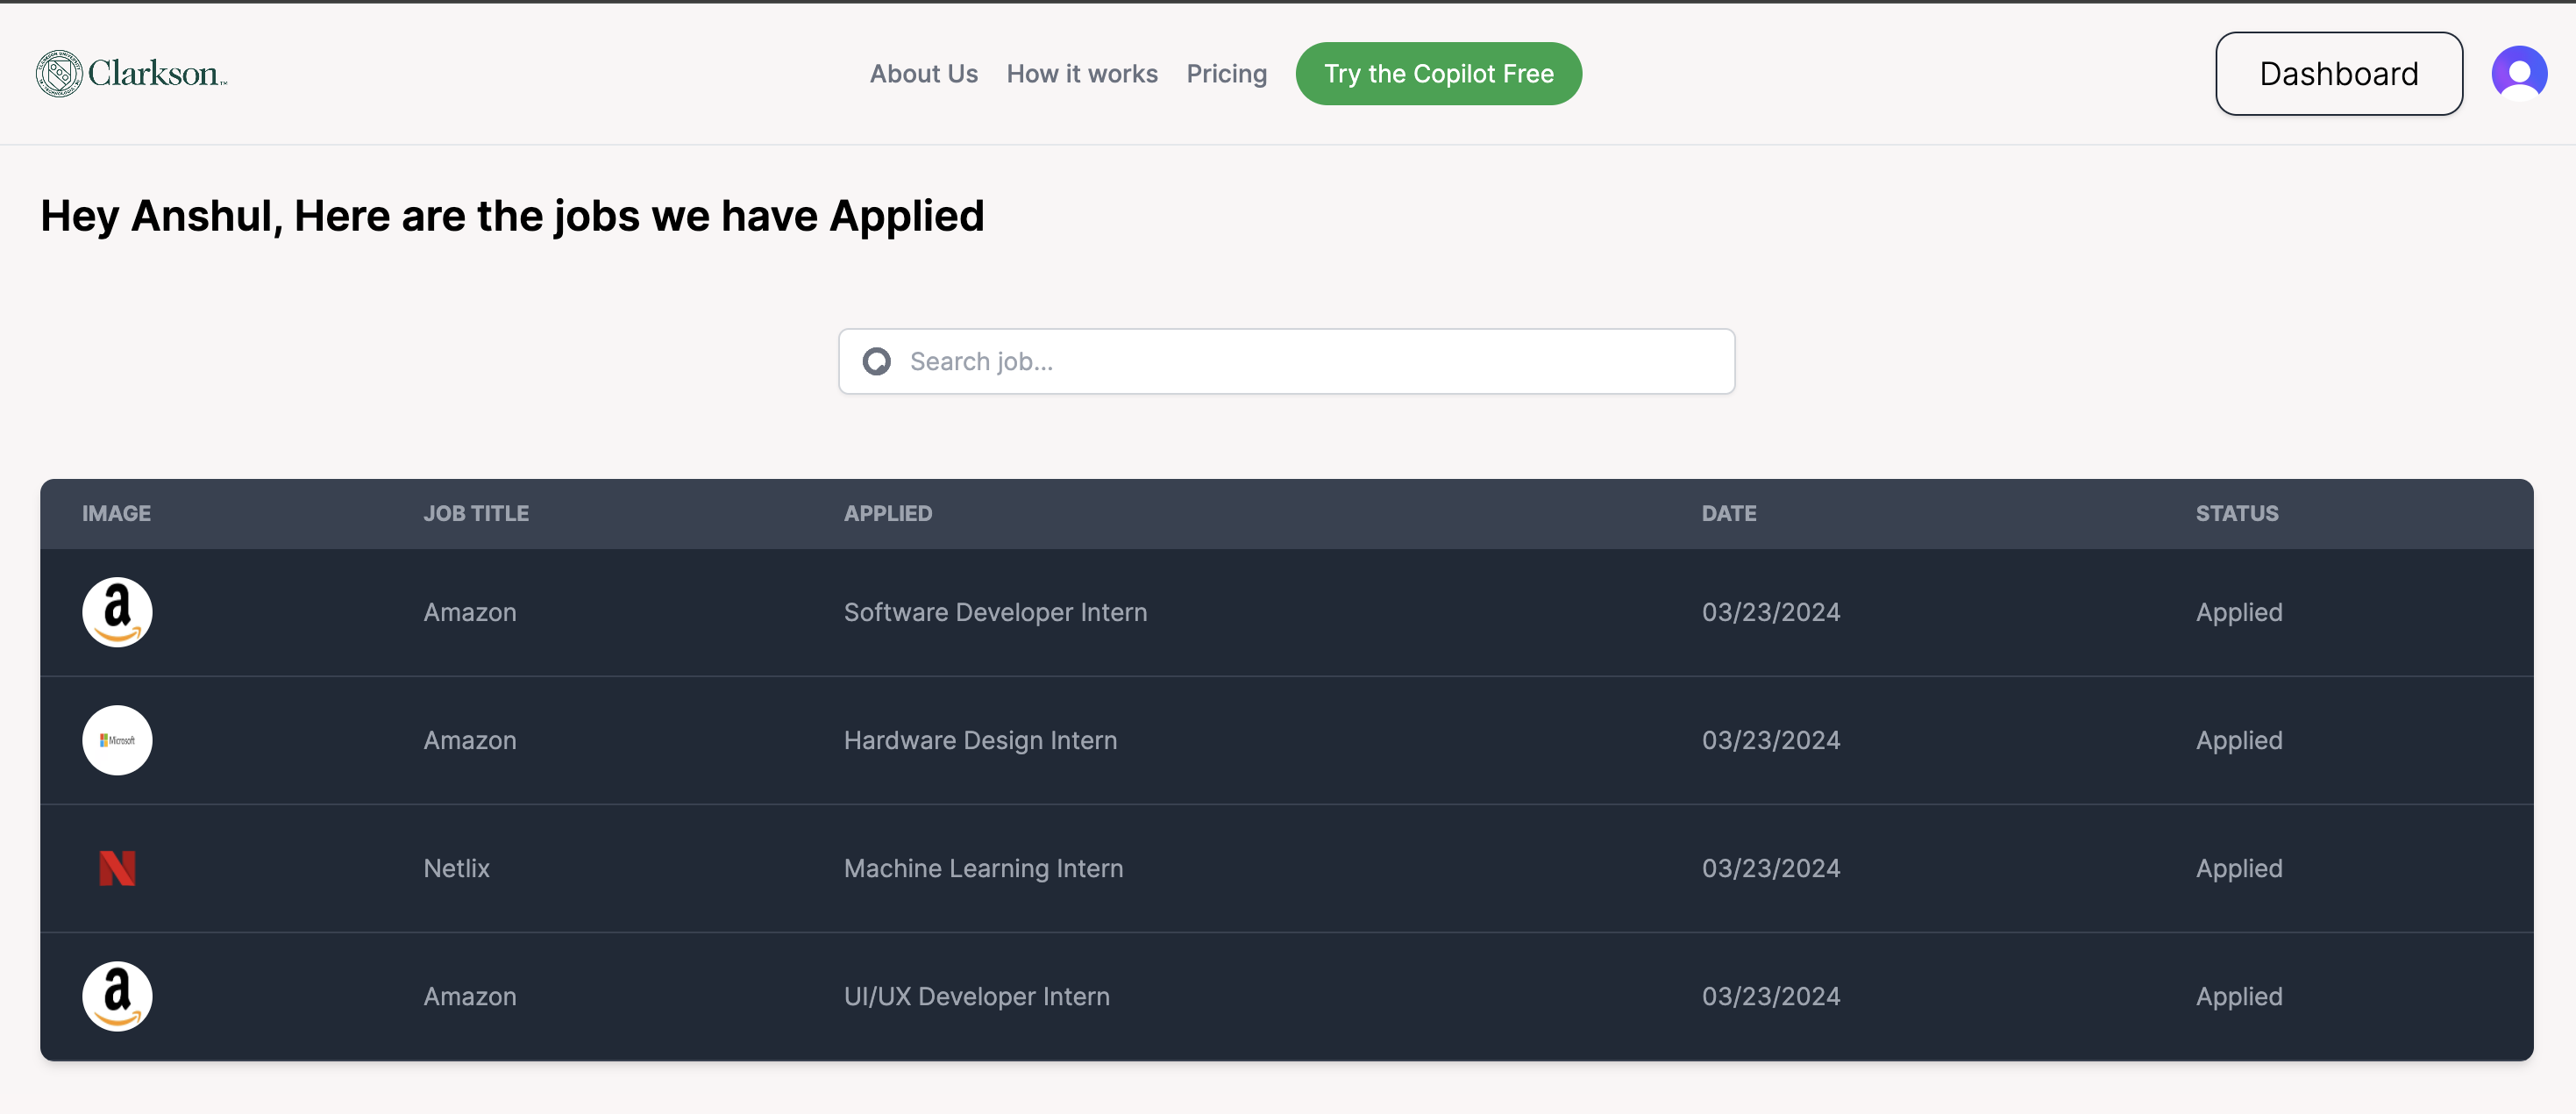 Clarkson™ About Us How it works Pricing Try the Copilot Free Dashboard
Hey Anshul, Here are the jobs we have Applied
Search job...
IMAGE JOB TITLE APPLIED DATE STATUS
a Amazon Software Developer Intern 03/23/2024 Applied
Microsoft Amazon Hardware Design Intern 03/23/2024 Applied
N Netlix Machine Learning Intern 03/23/2024 Applied
a Amazon UI/UX Developer Intern 03/23/2024 Applied